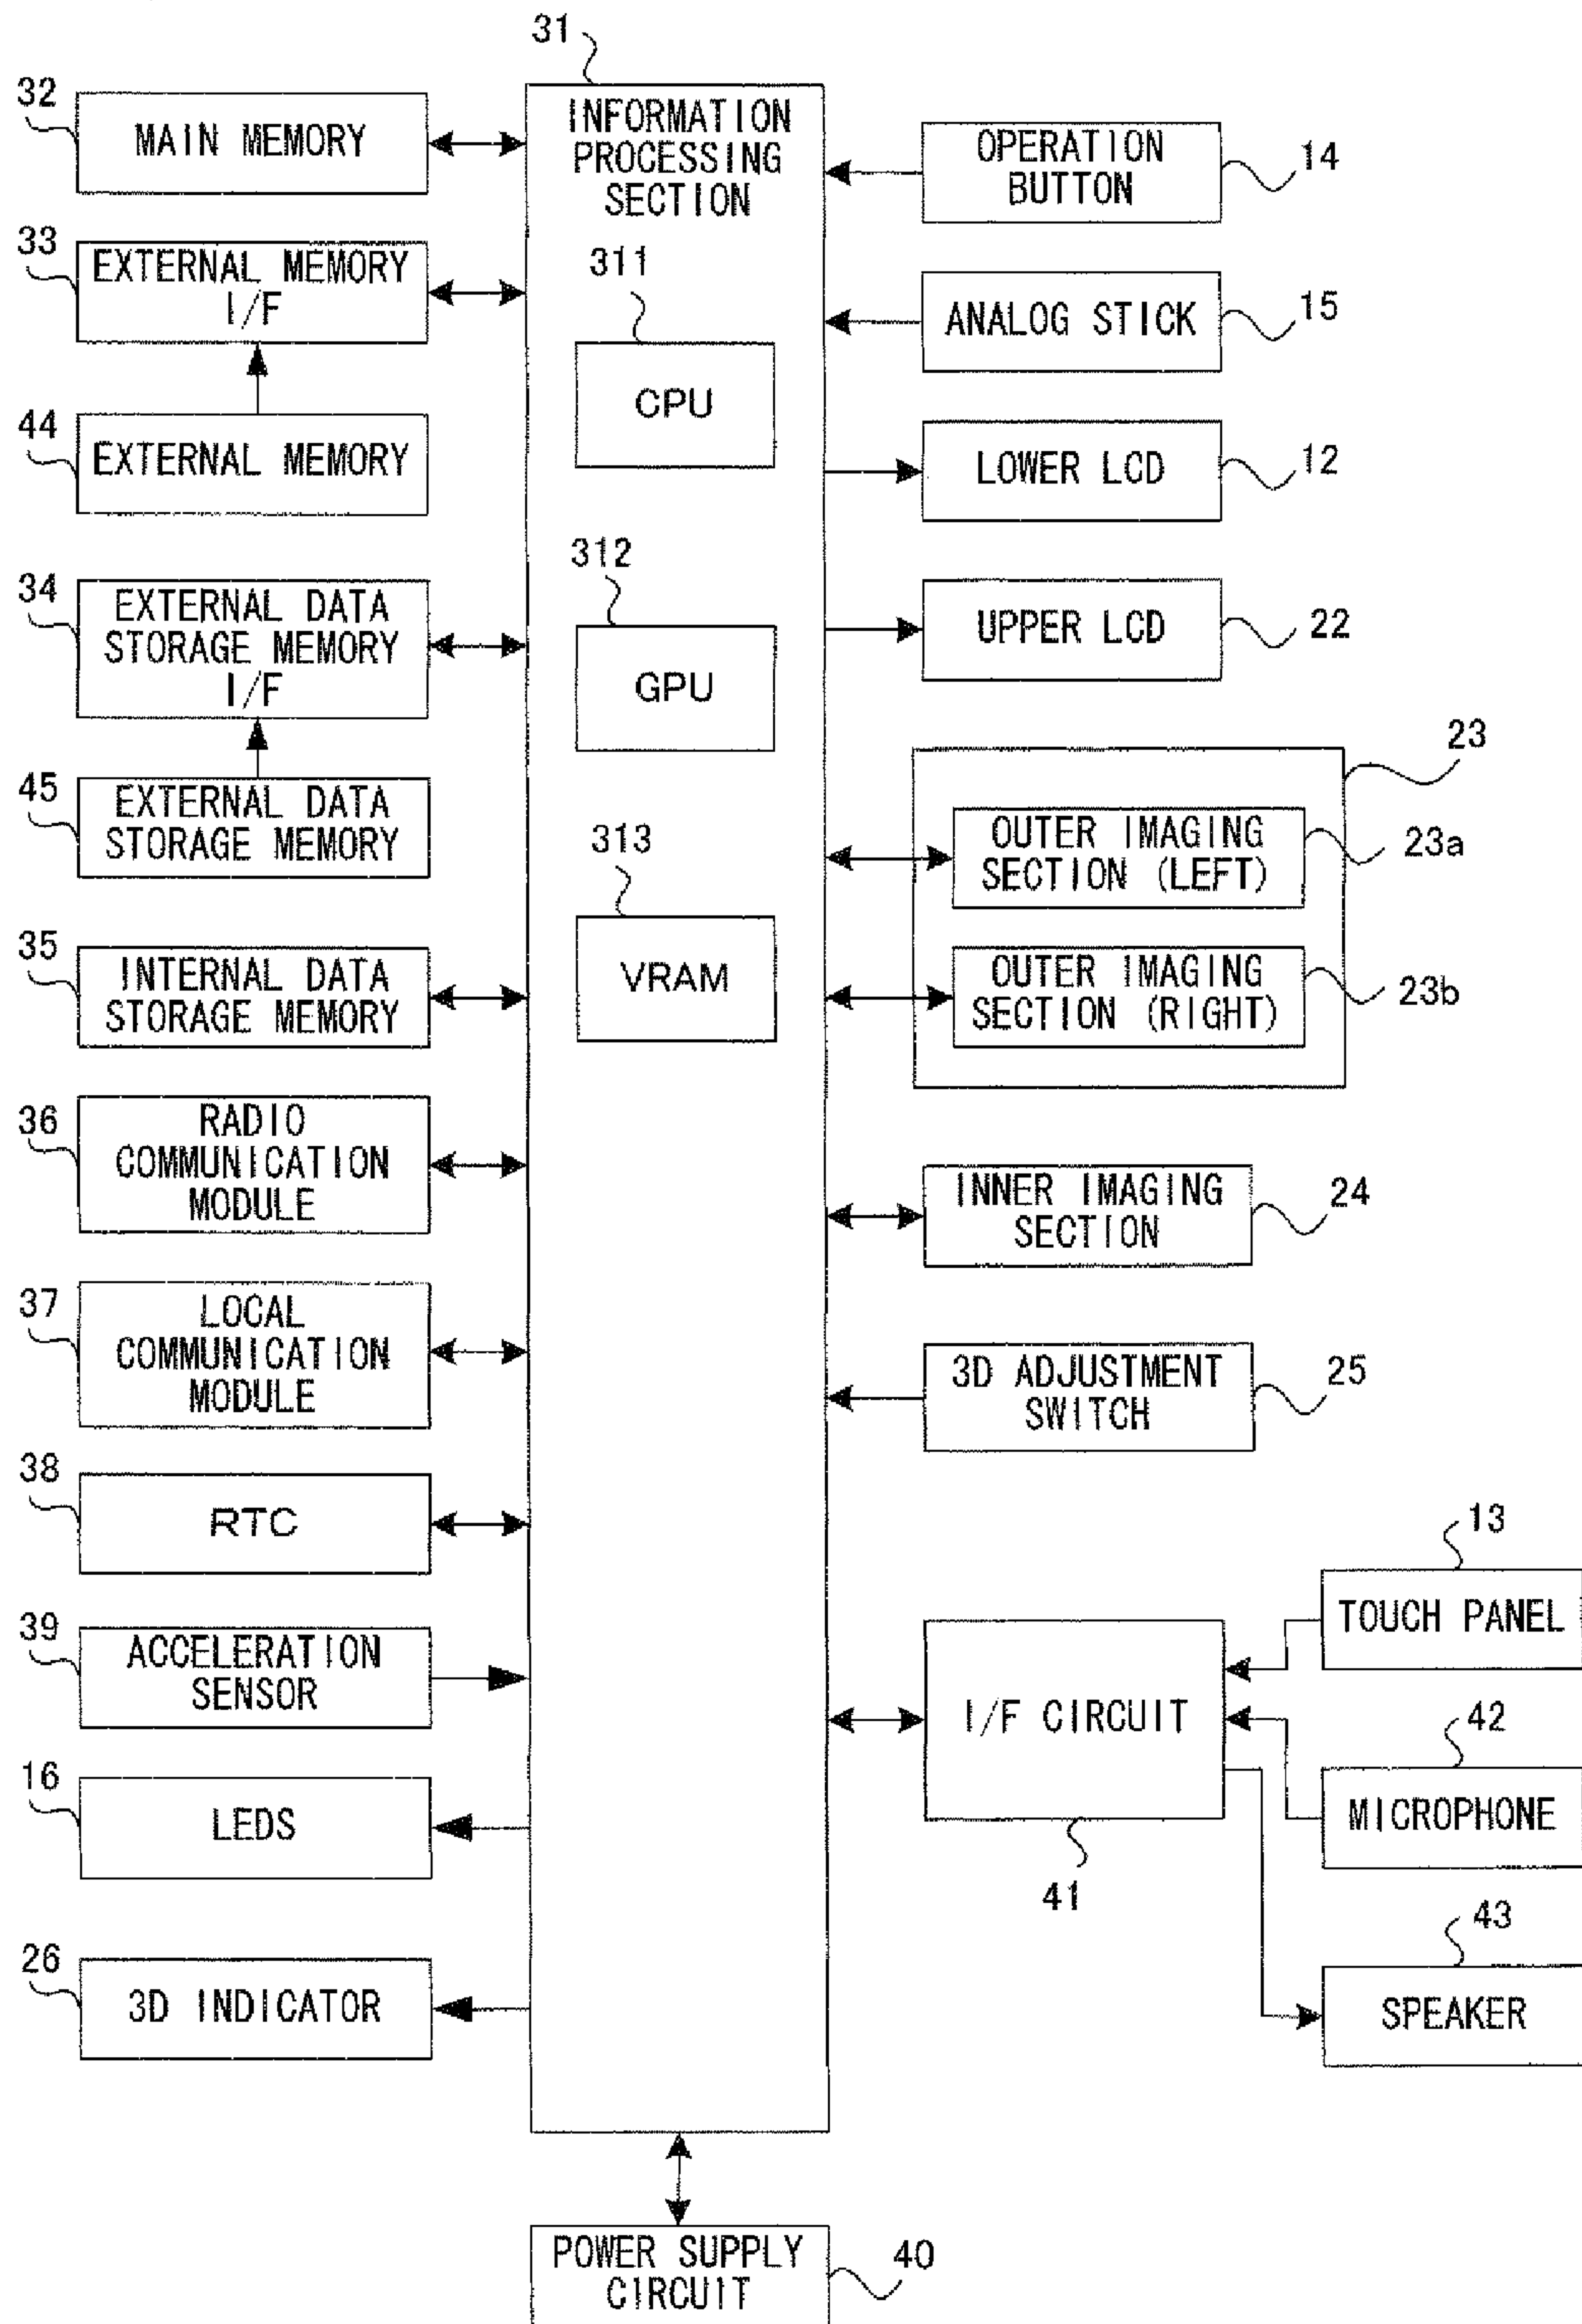 31
INFORMATION
PROCESSING
SECTION
311
CPU
312
GPU
313
VRAM
32
MAIN MEMORY
33
EXTERNAL MEMORY
I/F
44
EXTERNAL MEMORY
34
EXTERNAL DATA
STORAGE MEMORY
I/F
45
EXTERNAL DATA
STORAGE MEMORY
35
INTERNAL DATA
STORAGE MEMORY
36
RADIO
COMMUNICATION
MODULE
37
LOCAL
COMMUNICATION
MODULE
38
RTC
39
ACCELERATION
SENSOR
16
LEDS
26
3D INDICATOR
OPERATION
BUTTON
14
ANALOG STICK
15
LOWER LCD
12
UPPER LCD
22
23
OUTER IMAGING
SECTION (LEFT)
23a
OUTER IMAGING
SECTION (RIGHT)
23b
INNER IMAGING
SECTION
24
3D ADJUSTMENT
SWITCH
25
13
TOUCH PANEL
I/F CIRCUIT
41
42
MICROPHONE
43
SPEAKER
POWER SUPPLY
CIRCUIT
40